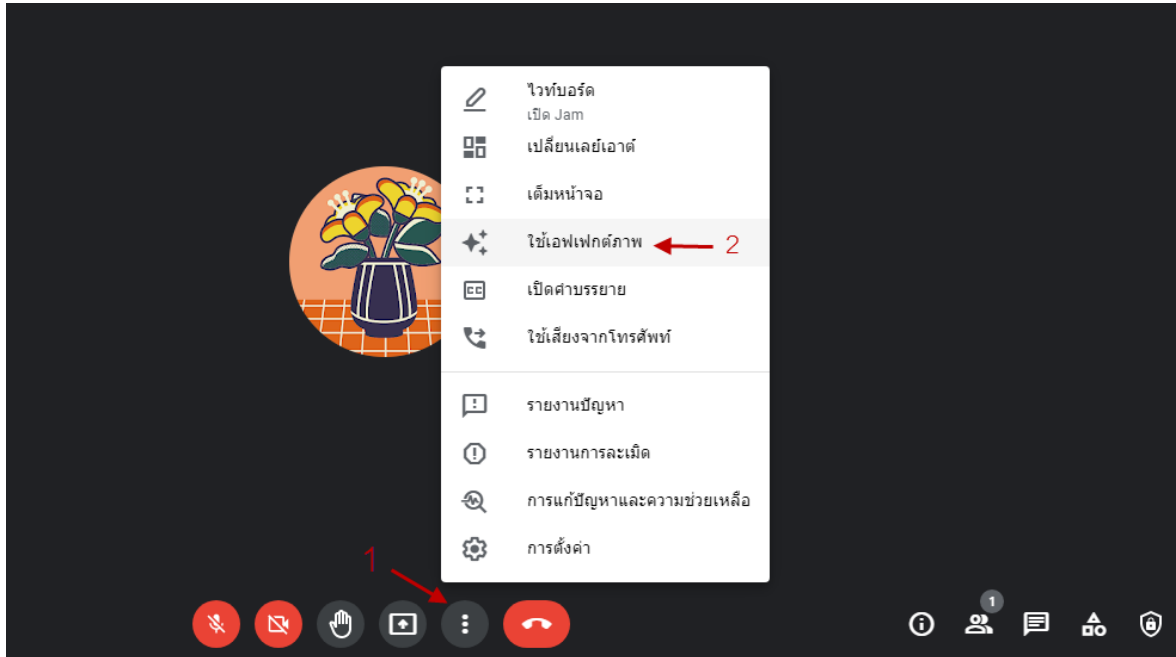 ไวท์บอร์ด
เปิด Jam
เปลี่ยนเลย์เอาต์
เต็มหน้าจอ
ใช้เอฟเฟกต์ภาพ 2
CC เปิดคำบรรยาย
ใช้เสียงจากโทรศัพท์
รายงานปัญหา
รายงานการละเมิด
การแก้ปัญหาและความช่วยเหลือ
การตั้งค่า
1
1